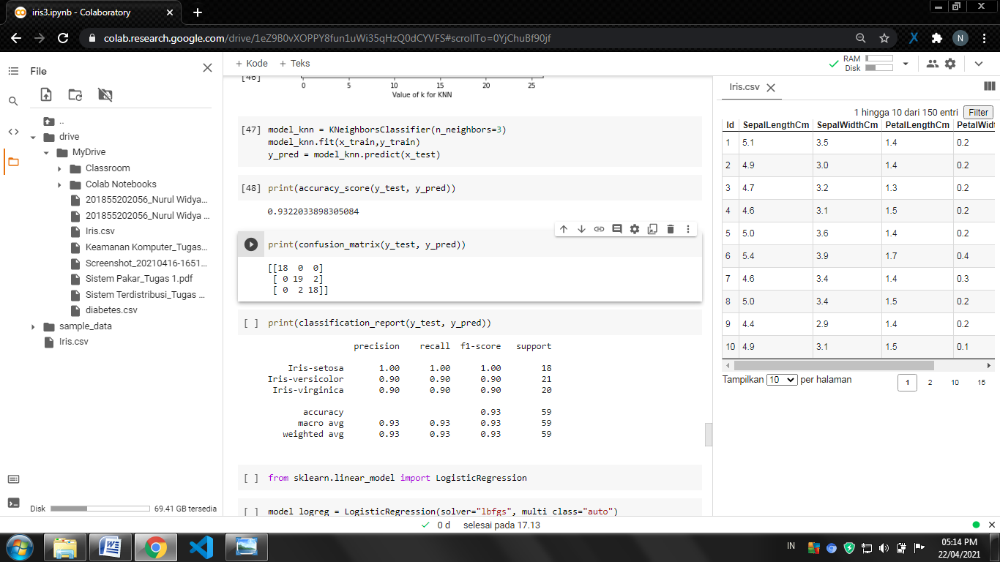 iris3.ipynb - Colaboratory
colab.research.google.com/drive/1eZ9B0vXOPPY8fun1uWi35qHzQ0dCYVFS#scrollTo=0YjChuBf90jf
N
File
+ Kode + Teks
RAM
Disk
..
drive
MyDrive
Classroom
Colab Notebooks
201855202056_Nurul Widya...
201855202056_Nurul Widya ...
Iris.csv
Keamanan Komputer_Tugas...
Screenshot_20210416-1651...
Sistem Pakar_Tugas 1.pdf
Sistem Terdistribusi_Tugas ...
diabetes.csv
sample_data
Iris.csv
Disk 69.41 GB tersedia
[46]
0 5 10 15 20 25
Value of k for KNN
[47] model_knn = KNeighborsClassifier(n_neighbors=3)
model_knn.fit(x_train,y_train)
y_pred = model_knn.predict(x_test)
[48] print(accuracy_score(y_test, y_pred))
0.9322033898305084
print(confusion_matrix(y_test, y_pred))
[[18  0  0]
[ 0 19  2]
[ 0  2 18]]
[ ] print(classification_report(y_test, y_pred))
precision recall f1-score support
Iris-setosa 1.00 1.00 1.00 18
Iris-versicolor 0.90 0.90 0.90 21
Iris-virginica 0.90 0.90 0.90 20
accuracy 0.93 59
macro avg 0.93 0.93 0.93 59
weighted avg 0.93 0.93 0.93 59
[ ] from sklearn.linear_model import LogisticRegression
[ ] model_logreg = LogisticRegression(solver="lbfgs", multi_class="auto")
Iris.csv
1 hingga 10 dari 150 entri Filter
Id SepalLengthCm SepalWidthCm PetalLengthCm PetalWidt
1 5.1 3.5 1.4 0.2
2 4.9 3.0 1.4 0.2
3 4.7 3.2 1.3 0.2
4 4.6 3.1 1.5 0.2
5 5.0 3.6 1.4 0.2
6 5.4 3.9 1.7 0.4
7 4.6 3.4 1.4 0.3
8 5.0 3.4 1.5 0.2
9 4.4 2.9 1.4 0.2
10 4.9 3.1 1.5 0.1
Tampilkan 10 per halaman 1 2 10 15
0 d selesai pada 17.13
IN
05:14 PM
22/04/2021